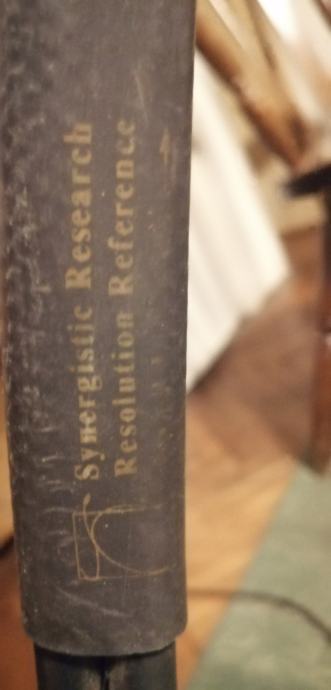 Synergistic Research
Resolution Reference